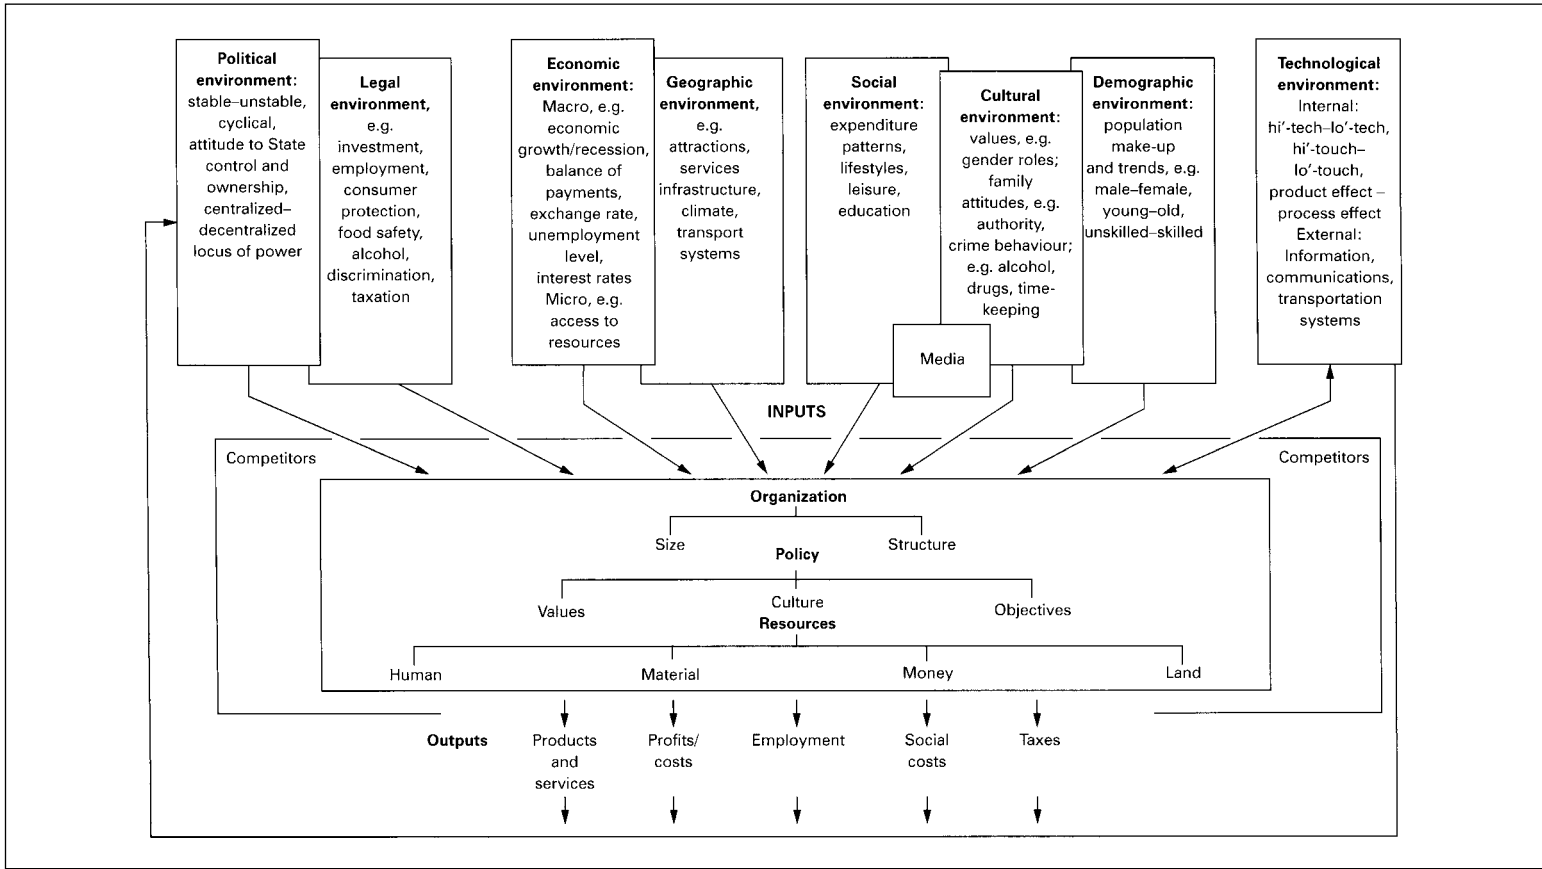 Political
environment:
stable–unstable,
cyclical,
attitude to State
control and
ownership,
centralized–
decentralized
locus of power
Legal
environment,
e.g.
investment,
employment,
consumer
protection,
food safety,
alcohol,
discrimination,
taxation
Economic
environment:
Macro, e.g.
economic
growth/recession,
balance of
payments,
exchange rate,
unemployment
level,
interest rates
Micro, e.g.
access to
resources
Geographic
environment,
e.g.
attractions,
services
infrastructure,
climate,
transport
systems
Social
environment:
expenditure
patterns,
lifestyles,
leisure,
education
Cultural
environment:
values, e.g.
gender roles;
family
attitudes, e.g.
authority,
crime behaviour;
e.g. alcohol,
drugs, time-
keeping
Demographic
environment:
population
make-up
and trends, e.g.
male–female,
young–old,
unskilled–skilled
Technological
environment:
Internal:
hi'-tech–lo'-tech,
hi'-touch–
lo'-touch,
product effect –
process effect
External:
Information,
communications,
transportation
systems
Media
INPUTS
Competitors
Competitors
Organization
Size
Structure
Policy
Values
Culture
Objectives
Resources
Human
Material
Money
Land
Outputs
Products
and
services
Profits/
costs
Employment
Social
costs
Taxes